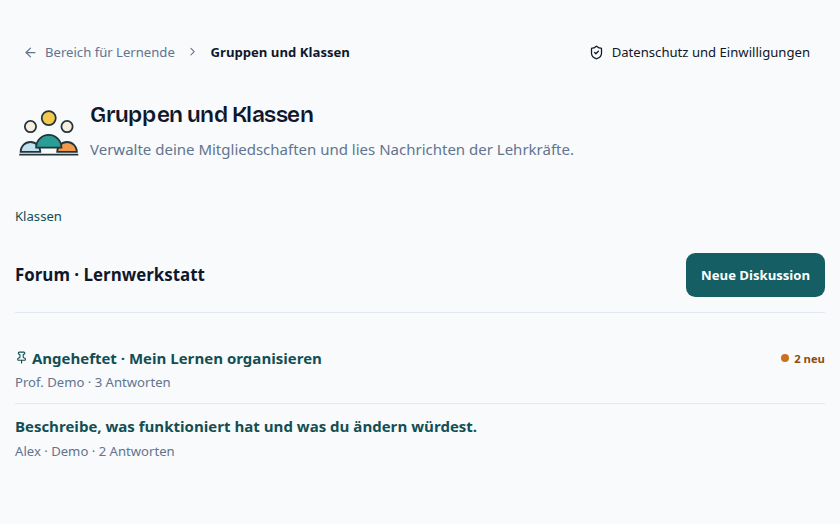 Bereich für Lernende
Gruppen und Klassen
Datenschutz und Einwilligungen
Gruppen und Klassen
Verwalte deine Mitgliedschaften und lies Nachrichten der Lehrkräfte.
Klassen
Forum · Lernwerkstatt
Neue Diskussion
Angeheftet · Mein Lernen organisieren
2 neu
Prof. Demo · 3 Antworten
Beschreibe, was funktioniert hat und was du ändern würdest.
Alex · Demo · 2 Antworten